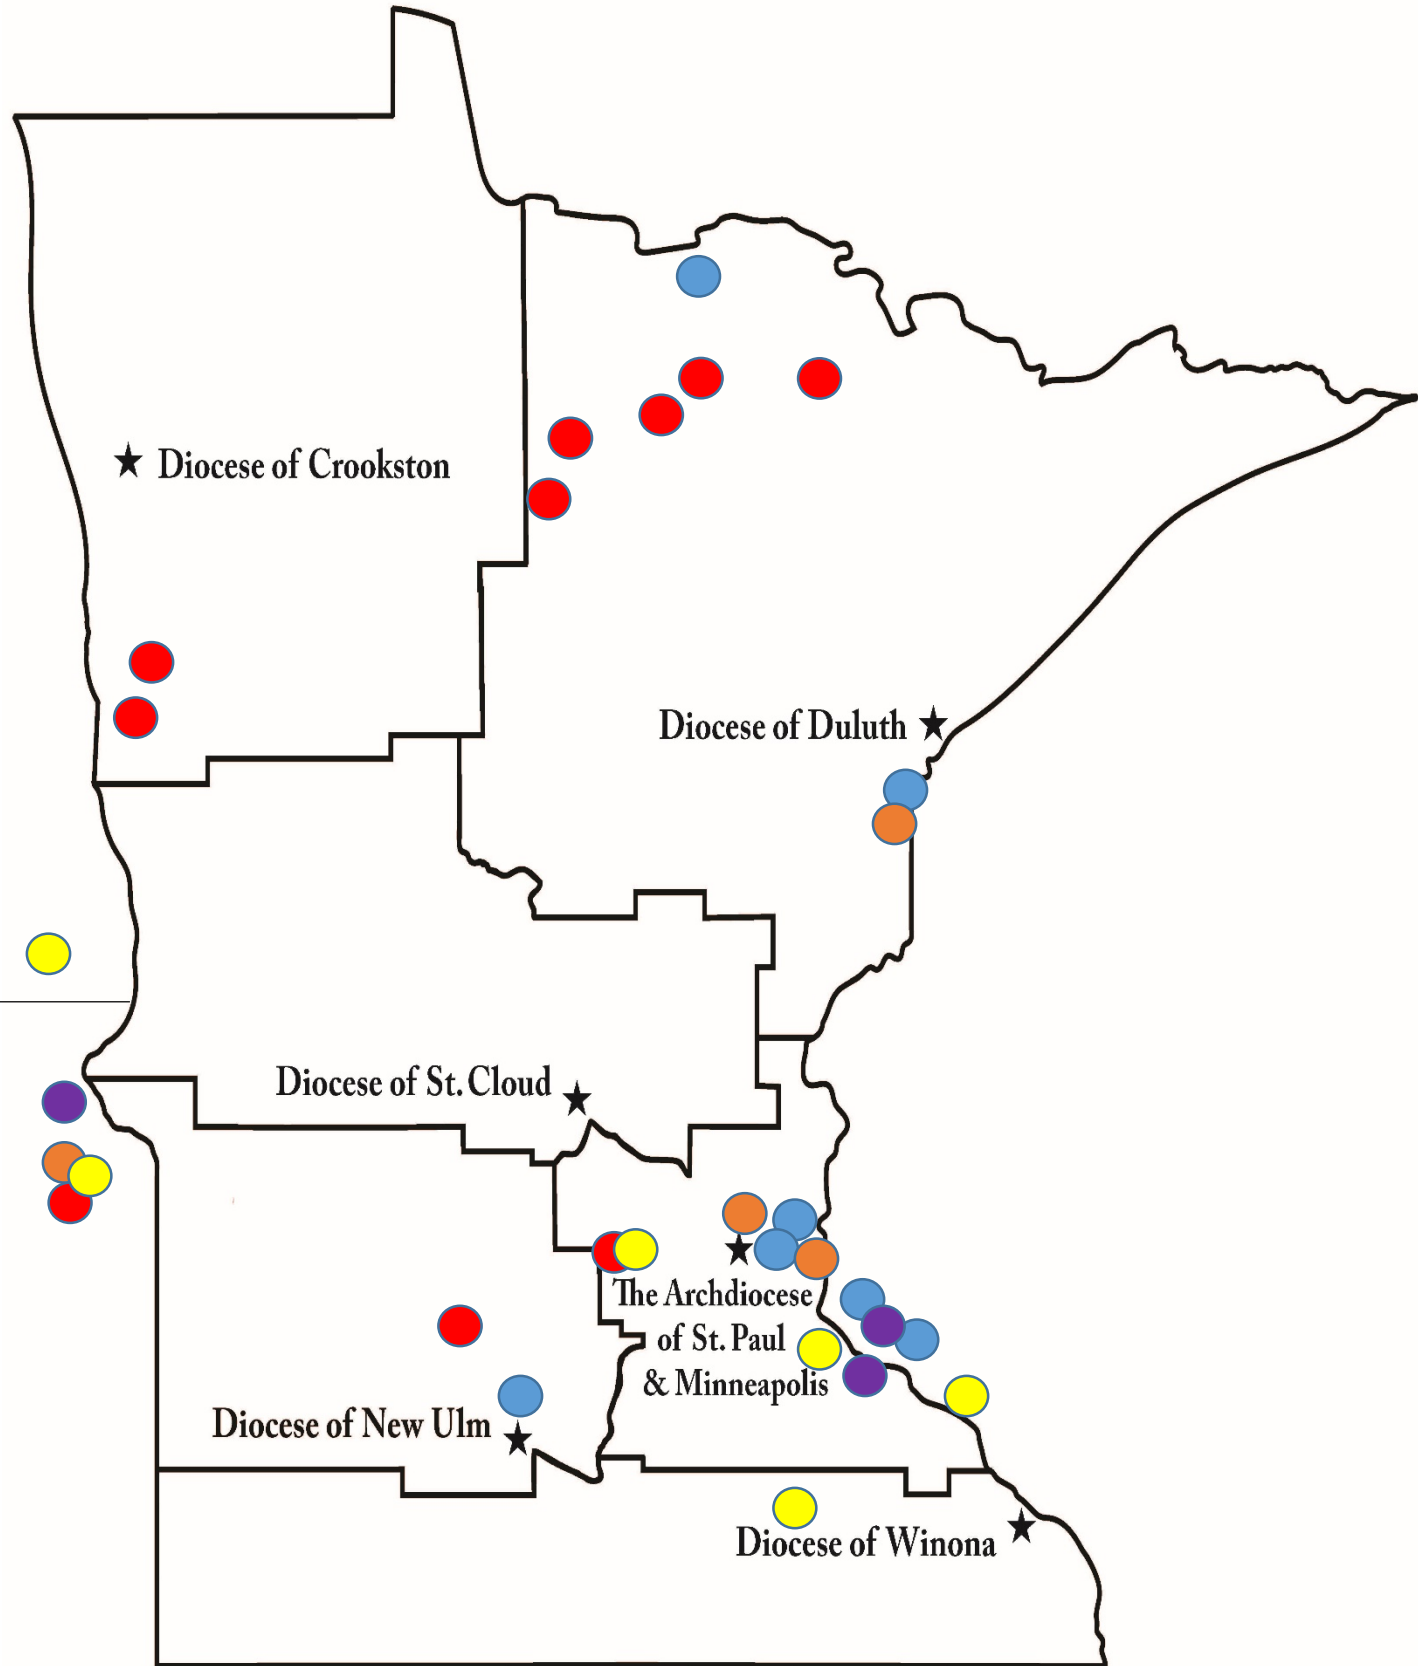 Diocese of Crookston
Diocese of Duluth
Diocese of St. Cloud
The Archdiocese
of St. Paul
& Minneapolis
Diocese of New Ulm
Diocese of Winona